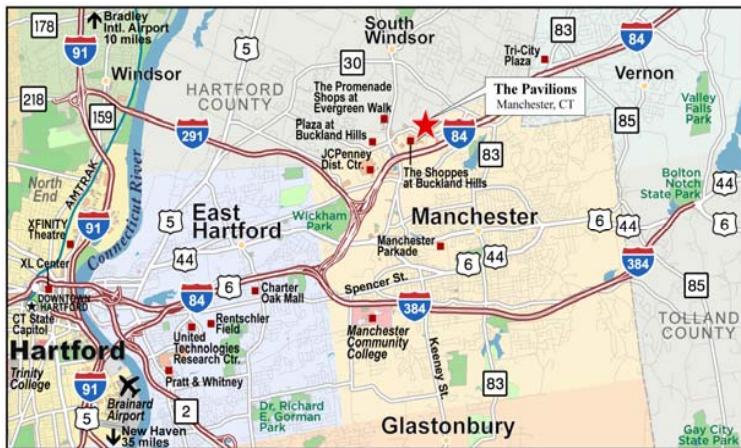 178
Bradley
Intl. Airport
10 miles
91
5
South
Windsor
83
84
6
Tri-City
Plaza
Windsor
30
HARTFORD
COUNTY
The Promenade
Shops at
Evergreen Walk
The Pavilions
Manchester, CT
Vernon
218
159
Plaza at
Buckland Hills
84
85
Valley
Falls
Park
291
JCPenney
Dist. Ctr.
The Shoppes
at Buckland Hills
83
30
Bolton
Notch
State Park
44
North
End
AMTRAK
Connecticut River
5
East
Hartford
Wickham
Park
Manchester
6
44
6
XFINITY
Theatre
91
44
Manchester
Parkade
6
44
384
XL Center
6
Spencer St.
DOWNTOWN
HARTFORD
84
Charter
Oak Mall
384
85
CT State
Capitol
Rentschler
Field
Manchester
Community
College
TOLLAND
COUNTY
Hartford
United
Technologies
Research Ctr.
Keeney St.
Trinity
College
Pratt & Whitney
91
Brainard
Airport
83
5
New Haven
35 miles
2
Dr. Richard
E. Gorman
Park
Glastonbury
Gay City
State Park